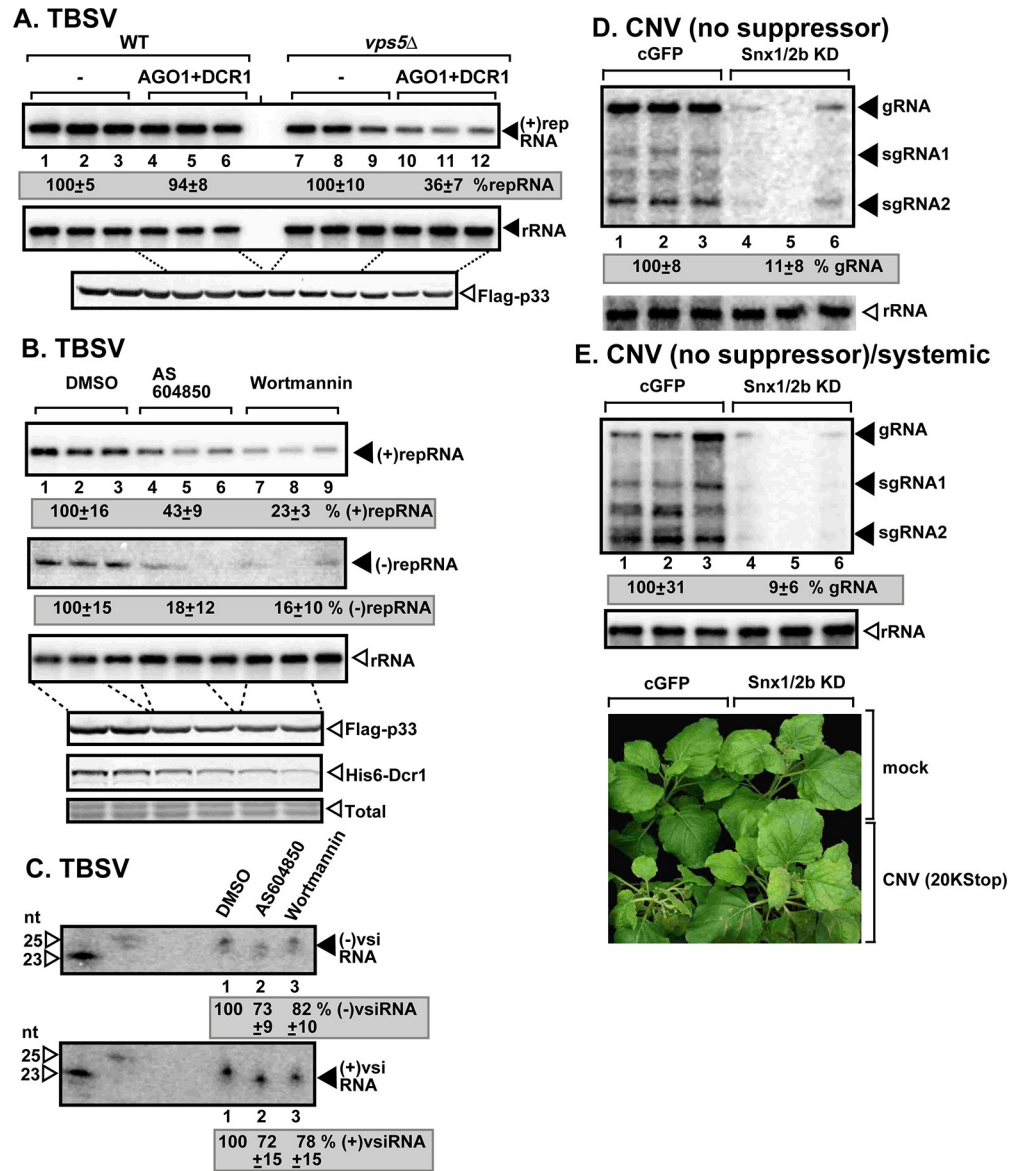 A. TBSV
WT
vps5Δ
-
AGO1+DCR1
-
AGO1+DCR1
(+)rep
RNA
1 2 3 4 5 6 7 8 9 10 11 12
100±5 94±8 100±10 36±7 %repRNA
rRNA
Flag-p33
B. TBSV
DMSO
AS
604850
Wortmannin
(+)repRNA
1 2 3 4 5 6 7 8 9
100±16 43±9 23±3 % (+)repRNA
(-)repRNA
100±15 18±12 16±10 % (-)repRNA
rRNA
Flag-p33
His6-Dcr1
Total
C. TBSV
DMSO
AS604850
Wortmannin
nt
25
23
(-)vsi
RNA
1 2 3
100 73 82 % (-)vsiRNA
±9 ±10
nt
25
23
(+)vsi
RNA
1 2 3
100 72 78 % (+)vsiRNA
±15 ±15
D. CNV (no suppressor)
cGFP
Snx1/2b KD
gRNA
sgRNA1
sgRNA2
1 2 3 4 5 6
100±8 11±8 % gRNA
rRNA
E. CNV (no suppressor)/systemic
cGFP
Snx1/2b KD
gRNA
sgRNA1
sgRNA2
1 2 3 4 5 6
100±31 9±6 % gRNA
rRNA
cGFP
Snx1/2b KD
mock
CNV (20KStop)